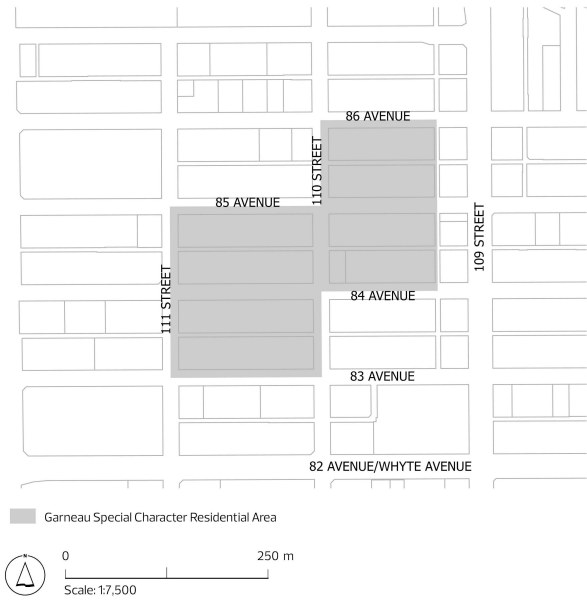 86 AVENUE
110 STREET
85 AVENUE
109 STREET
111 STREET
84 AVENUE
83 AVENUE
82 AVENUE/WHYTE AVENUE
Garneau Special Character Residential Area
N
0 250 m
Scale: 1:7,500